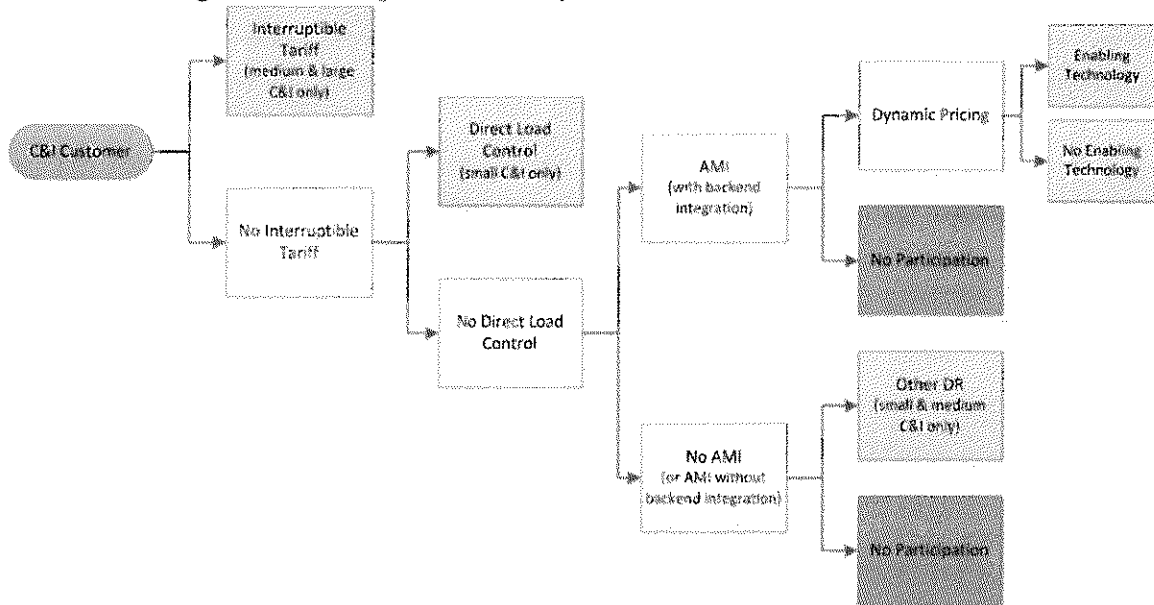 Interruptible
Tariff
(medium & large
C&I only)
C&I Customer
No Interruptible
Tariff
Direct Load
Control
(small C&I only)
No Direct Load
Control
AMI
(with backend
integration)
No AMI
(or AMI without
backend integration)
Dynamic Pricing
No Participation
Other DR
(small & medium
C&I only)
No Participation
Enabling
Technology
No Enabling
Technology